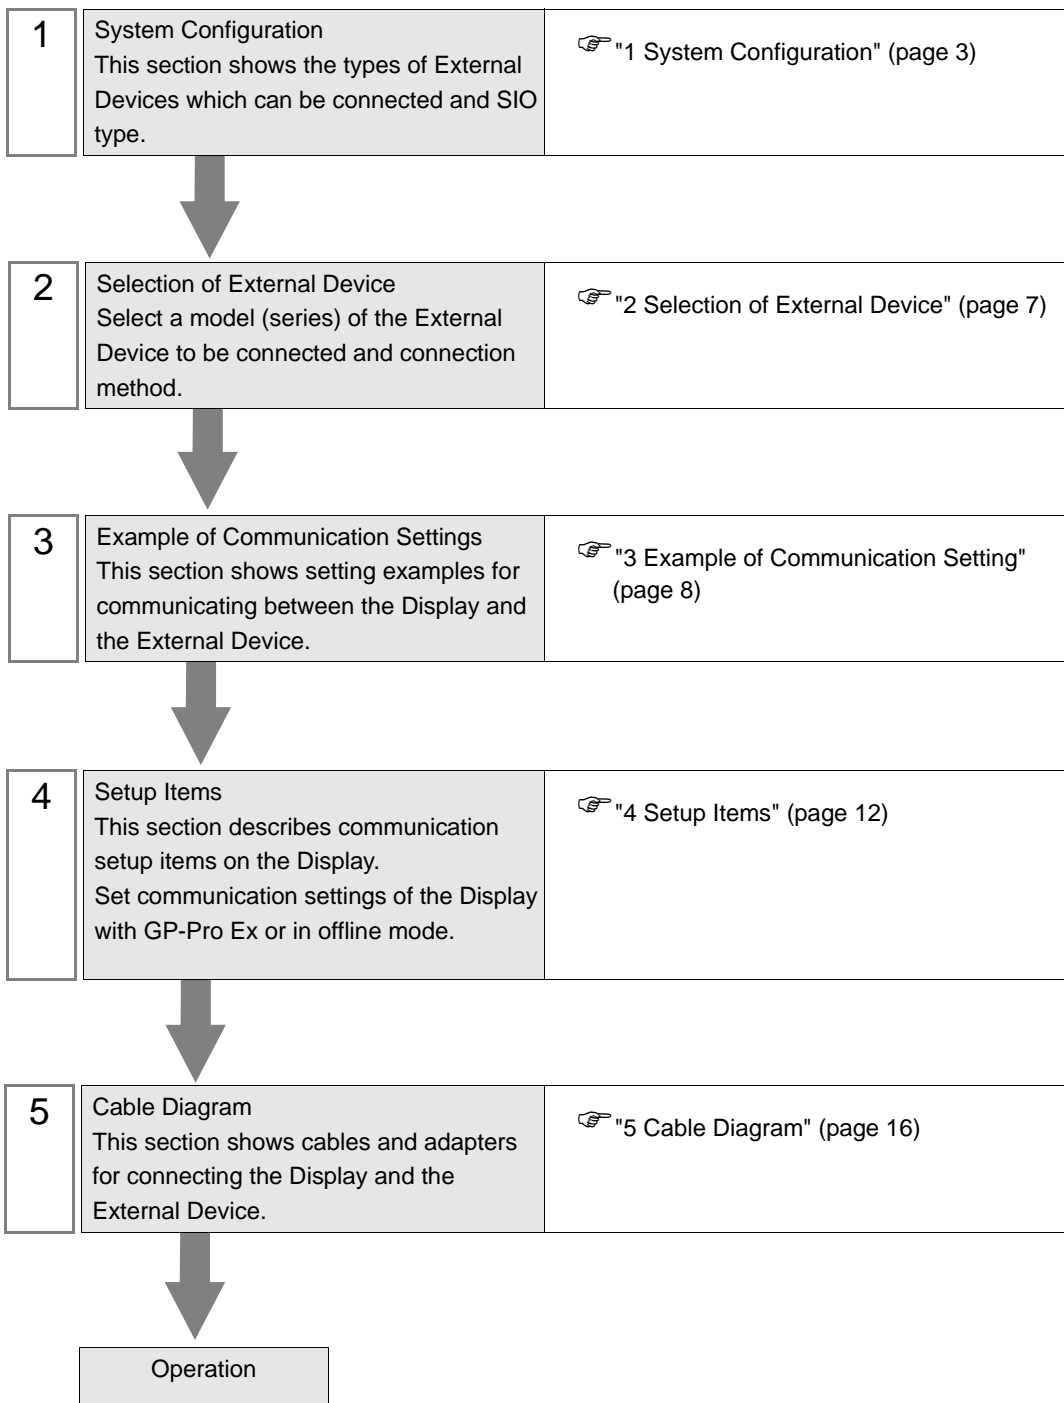 1
System Configuration
This section shows the types of External
Devices which can be connected and SIO
type.
"1 System Configuration" (page 3)
2
Selection of External Device
Select a model (series) of the External
Device to be connected and connection
method.
"2 Selection of External Device" (page 7)
3
Example of Communication Settings
This section shows setting examples for
communicating between the Display and
the External Device.
"3 Example of Communication Setting"
(page 8)
4
Setup Items
This section describes communication
setup items on the Display.
Set communication settings of the Display
with GP-Pro Ex or in offline mode.
"4 Setup Items" (page 12)
5
Cable Diagram
This section shows cables and adapters
for connecting the Display and the
External Device.
"5 Cable Diagram" (page 16)
Operation